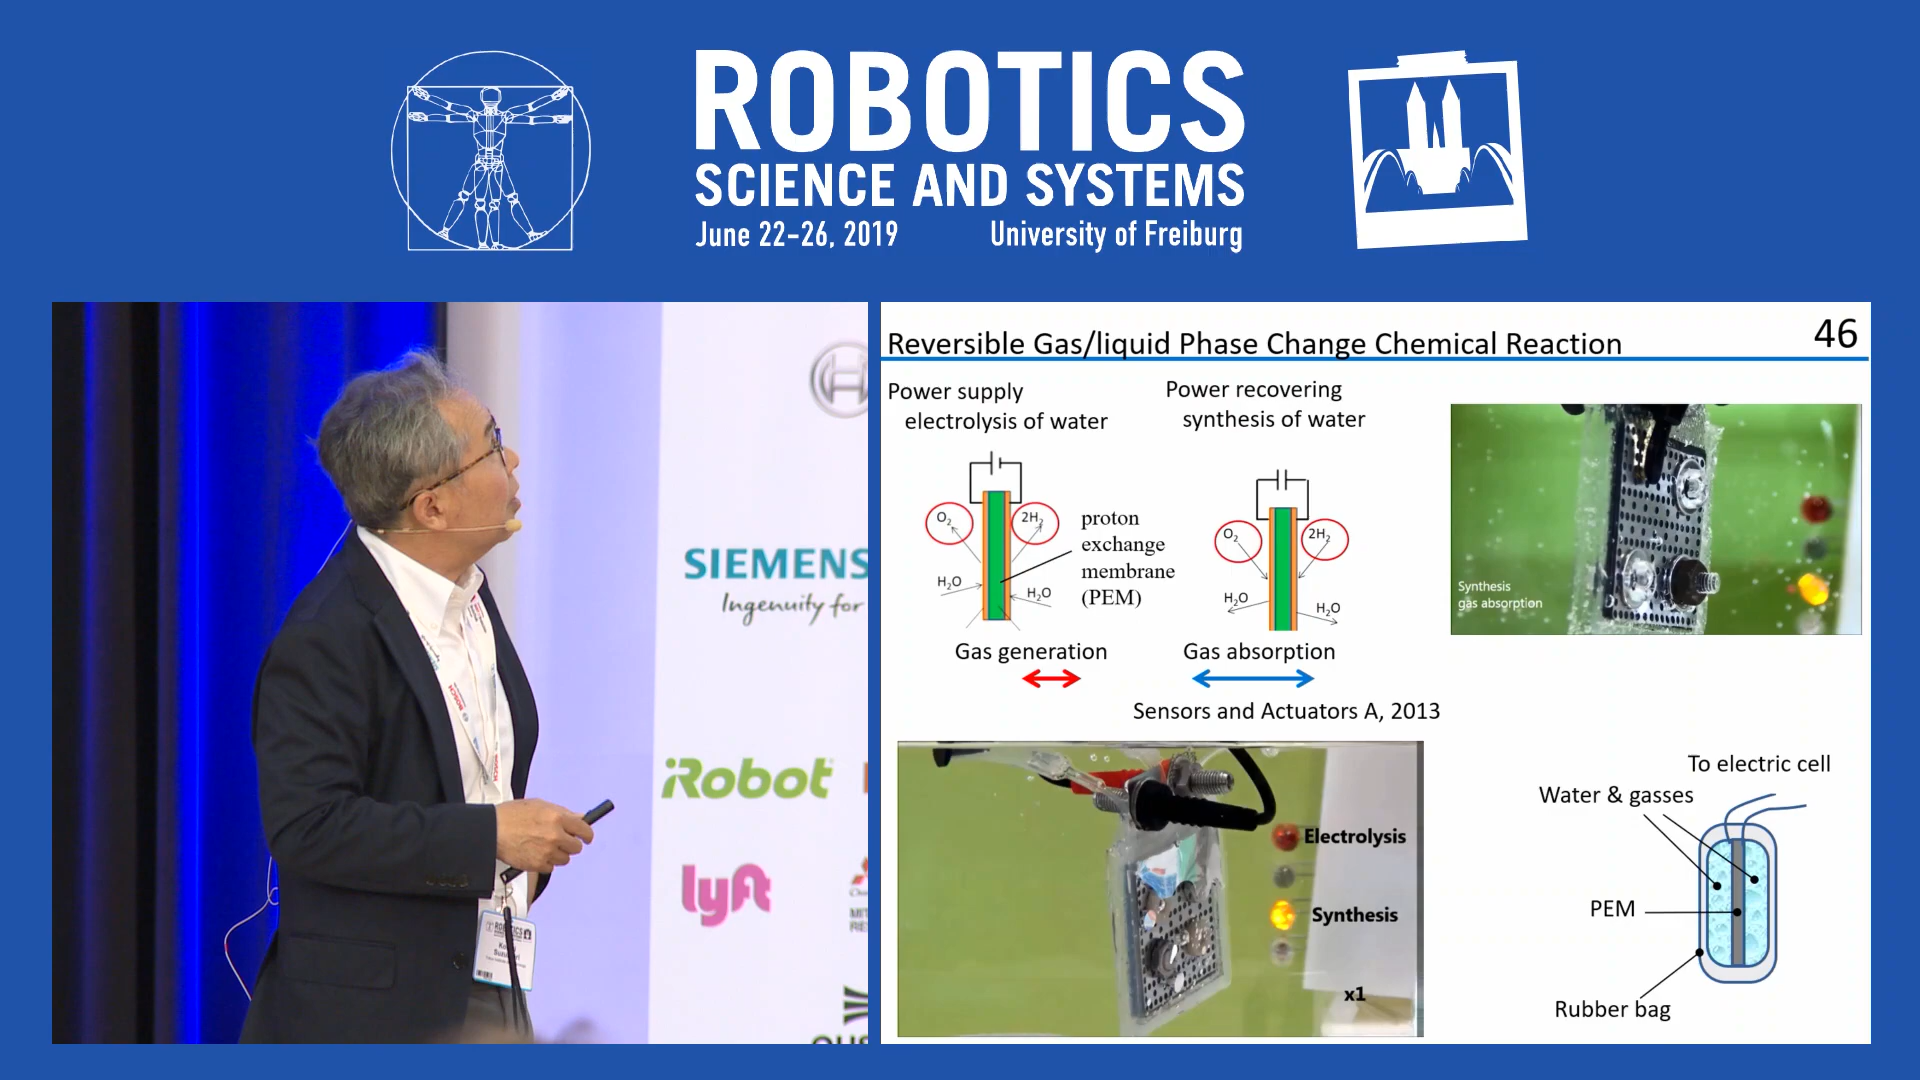 ROBOTICS
SCIENCE AND SYSTEMS
June 22-26, 2019 University of Freiburg
SIEMENS
Ingenuity for
iRobot
lyft
BOSCH
ROBOTICS
Reversible Gas/liquid Phase Change Chemical Reaction
46
Power supply
electrolysis of water
Power recovering
synthesis of water
O2
2H2
H2O
H2O
proton
exchange
membrane
(PEM)
O2
2H2
H2O
H2O
Gas generation
Gas absorption
Sensors and Actuators A, 2013
Synthesis
gas absorption
Electrolysis
Synthesis
x1
To electric cell
Water & gasses
PEM
Rubber bag